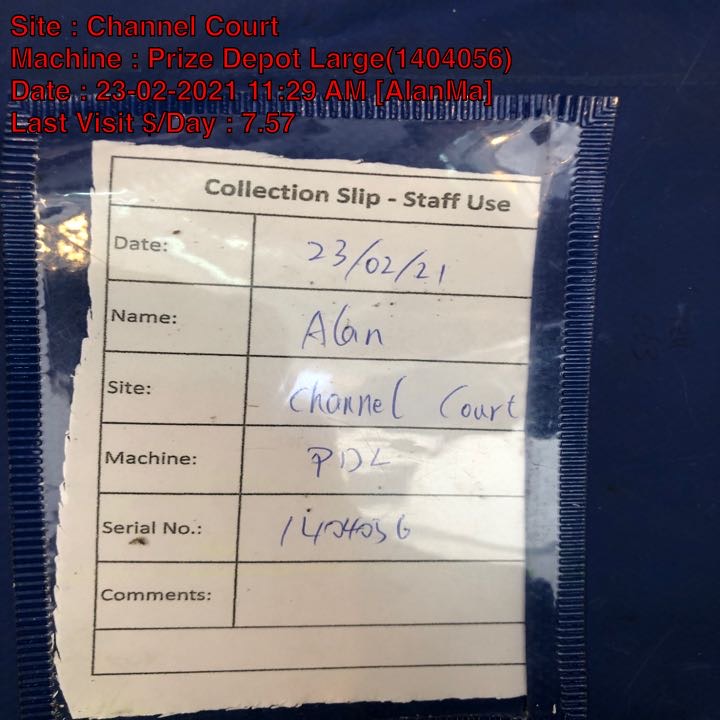 Site : Channel Court
Machine : Prize Depot Large(1404056)
Date : 23-02-2021 11:29 AM [AlanMa]
Last Visit $/Day : 7.57
Collection Slip - Staff Use
Date: 23/02/21
Name: Alan
Site: Channel Court
Machine: PDL
Serial No.: 1404056
Comments: